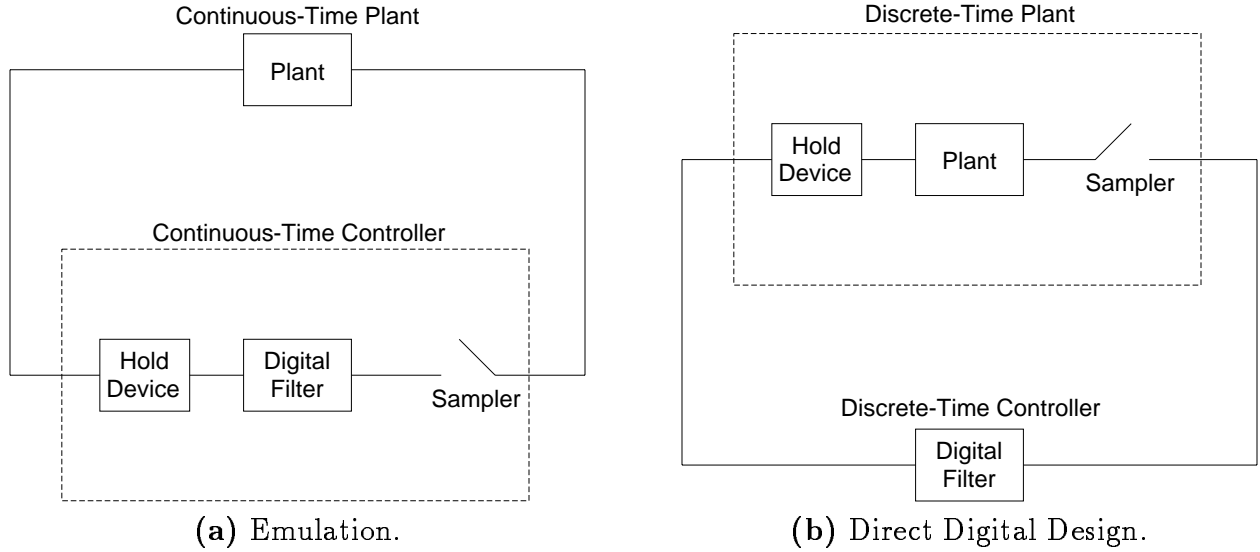 Continuous-Time Plant
Plant
Continuous-Time Controller
Hold
Device
Digital
Filter
Sampler
(a) Emulation.
Discrete-Time Plant
Hold
Device
Plant
Sampler
Discrete-Time Controller
Digital
Filter
(b) Direct Digital Design.